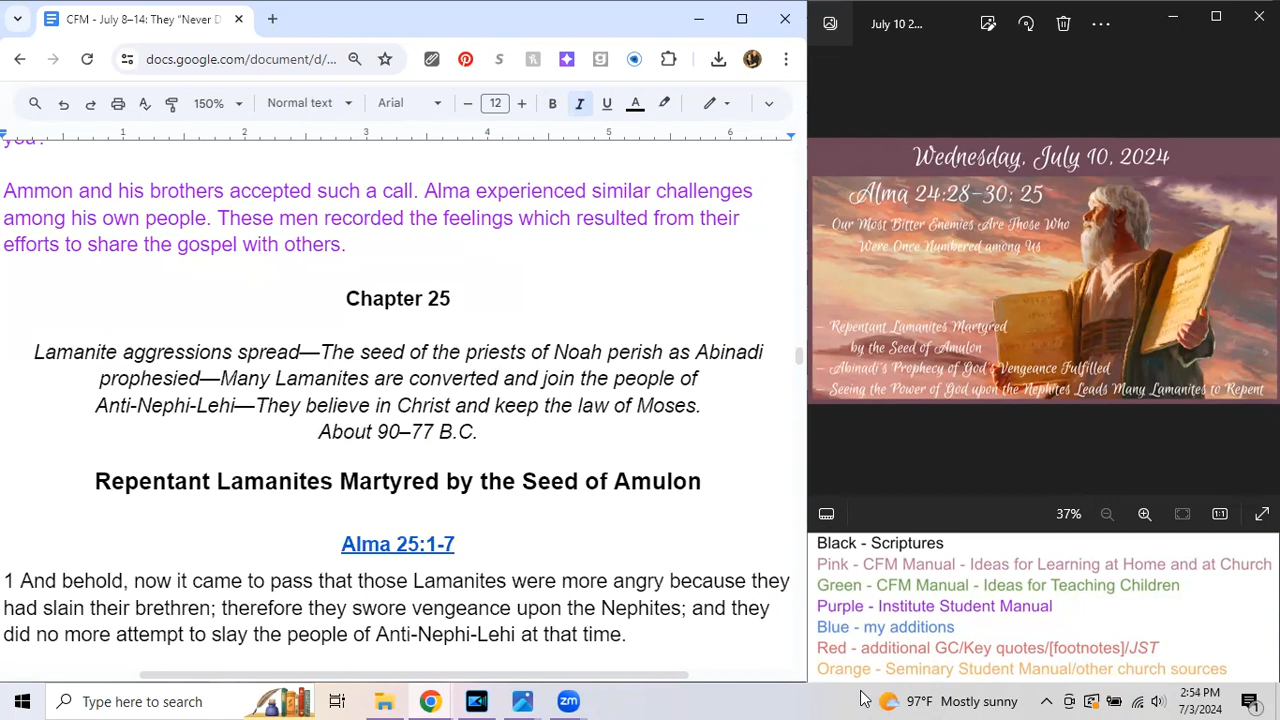 CFM - July 8–14: They “Never D
docs.google.com/document/d/...
150%
Normal text
Arial
12
1 2 3 4 5 6
you?
Ammon and his brothers accepted such a call. Alma experienced similar challenges
among his own people. These men recorded the feelings which resulted from their
efforts to share the gospel with others.
Chapter 25
Lamanite aggressions spread—The seed of the priests of Noah perish as Abinadi
prophesied—Many Lamanites are converted and join the people of
Anti-Nephi-Lehi—They believe in Christ and keep the law of Moses.
About 90–77 B.C.
Repentant Lamanites Martyred by the Seed of Amulon
Alma 25:1-7
1 And behold, now it came to pass that those Lamanites were more angry because they
had slain their brethren; therefore they swore vengeance upon the Nephites; and they
did no more attempt to slay the people of Anti-Nephi-Lehi at that time.
July 10 2...
Wednesday, July 10, 2024
Alma 24:28–30; 25
Our Most Bitter Enemies Are Those Who
Were Once Numbered among Us
– Repentant Lamanites Martyred
by the Seed of Amulon
– Abinadi's Prophecy of God's Vengeance Fulfilled
– Seeing the Power of God upon the Nephites Leads Many Lamanites to Repent
37%
1:1
Black - Scriptures
Pink - CFM Manual - Ideas for Learning at Home and at Church
Green - CFM Manual - Ideas for Teaching Children
Purple - Institute Student Manual
Blue - my additions
Red - additional GC/Key quotes/[footnotes]/JST
Orange - Seminary Student Manual/other church sources
Type here to search
zm
97°F Mostly sunny
2:54 PM
7/3/2024
1